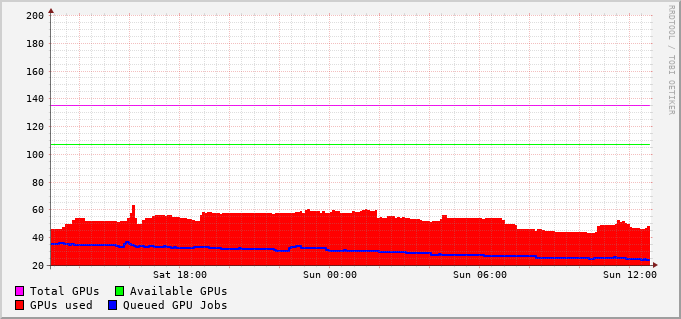 200
180
160
140
120
100
80
60
40
20
Sat 18:00 Sun 00:00 Sun 06:00 Sun 12:00
Total GPUs Available GPUs
GPUs used Queued GPU Jobs
RRDTOOL / TOBI OETIKER